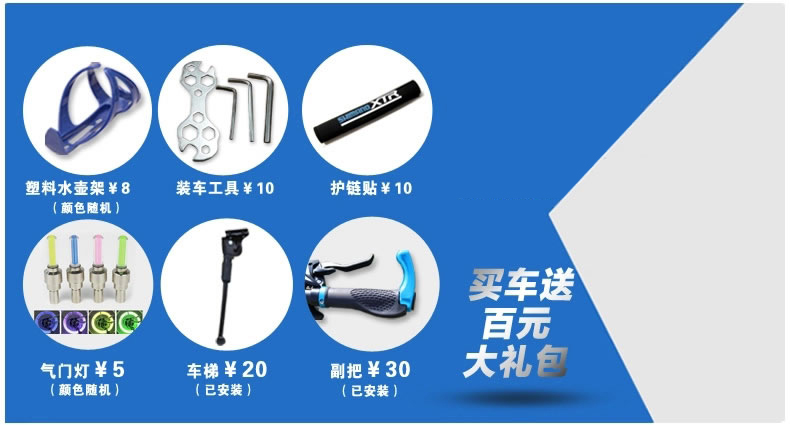 SHIMANO XTR
塑料水壶架￥8
（颜色随机）
装车工具￥10
护链贴￥10
气门灯￥5
（颜色随机）
车梯￥20
（已安装）
副把￥30
（已安装）
买车送
百元
大礼包